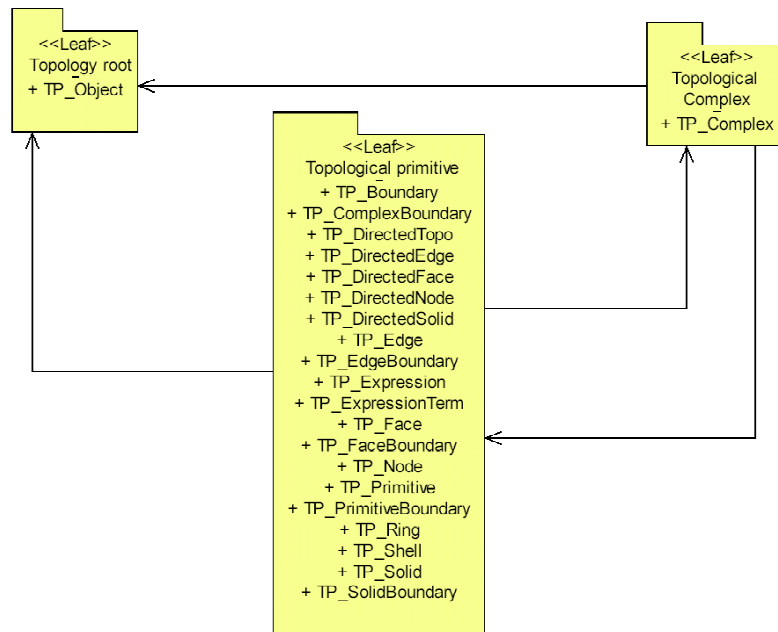 <<Leaf>>
Topology root
+ TP_Object
<<Leaf>>
Topological
Complex
+ TP_Complex
<<Leaf>>
Topological primitive
+ TP_Boundary
+ TP_ComplexBoundary
+ TP_DirectedTopo
+ TP_DirectedEdge
+ TP_DirectedFace
+ TP_DirectedNode
+ TP_DirectedSolid
+ TP_Edge
+ TP_EdgeBoundary
+ TP_Expression
+ TP_ExpressionTerm
+ TP_Face
+ TP_FaceBoundary
+ TP_Node
+ TP_Primitive
+ TP_PrimitiveBoundary
+ TP_Ring
+ TP_Shell
+ TP_Solid
+ TP_SolidBoundary